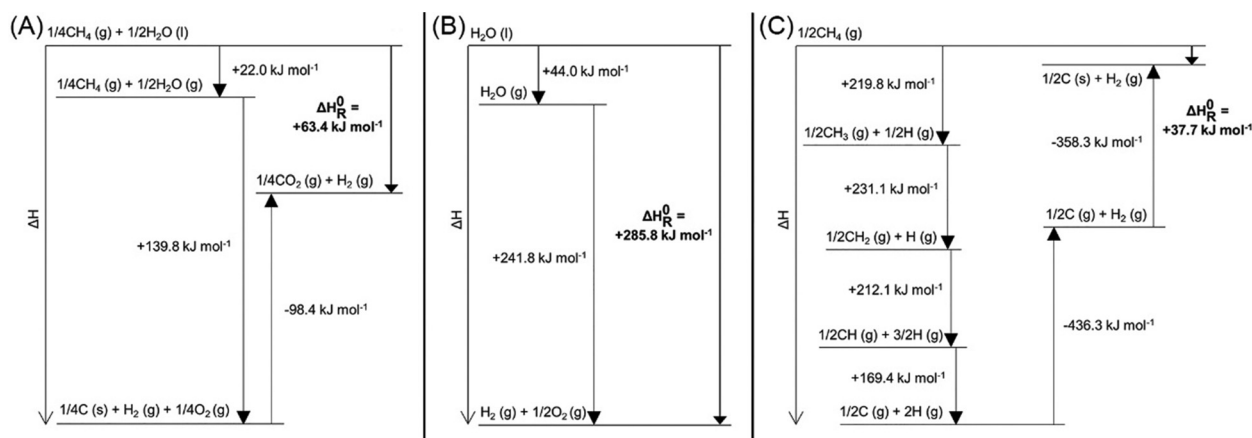 (A)
1/4CH₄ (g) + 1/2H₂O (l)
+22.0 kJ mol⁻¹
1/4CH₄ (g) + 1/2H₂O (g)
ΔH⁰R =
+63.4 kJ mol⁻¹
1/4CO₂ (g) + H₂ (g)
ΔH
+139.8 kJ mol⁻¹
-98.4 kJ mol⁻¹
1/4C (s) + H₂ (g) + 1/4O₂ (g)
(B)
H₂O (l)
+44.0 kJ mol⁻¹
H₂O (g)
ΔH⁰R =
+285.8 kJ mol⁻¹
ΔH
+241.8 kJ mol⁻¹
H₂ (g) + 1/2O₂ (g)
(C)
1/2CH₄ (g)
+219.8 kJ mol⁻¹
1/2CH₃ (g) + 1/2H (g)
+231.1 kJ mol⁻¹
ΔH
1/2CH₂ (g) + H (g)
+212.1 kJ mol⁻¹
1/2CH (g) + 3/2H (g)
+169.4 kJ mol⁻¹
1/2C (g) + 2H (g)
-436.3 kJ mol⁻¹
1/2C (g) + H₂ (g)
-358.3 kJ mol⁻¹
1/2C (s) + H₂ (g)
ΔH⁰R =
+37.7 kJ mol⁻¹